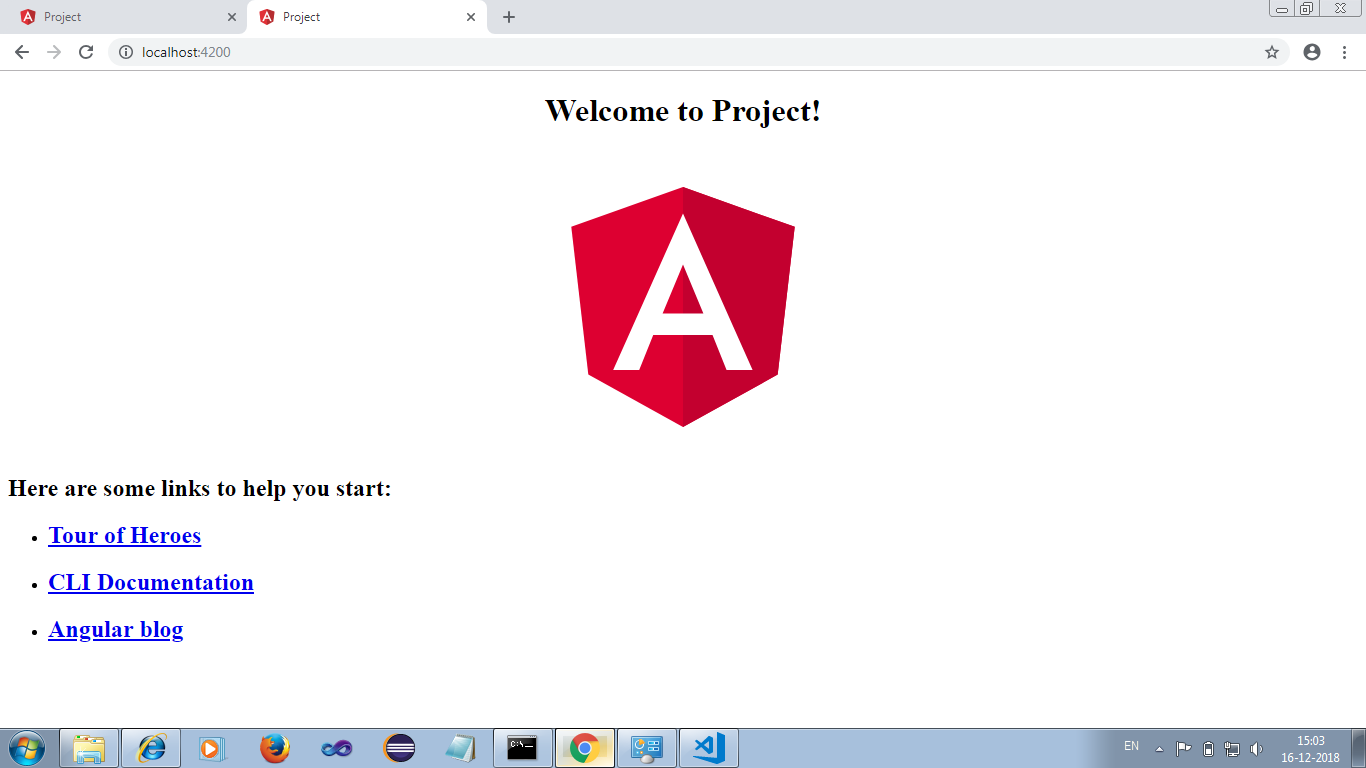 Project
Project
localhost:4200
Welcome to Project!
A
Here are some links to help you start:
Tour of Heroes
CLI Documentation
Angular blog
C:\_
EN
15:03
16-12-2018